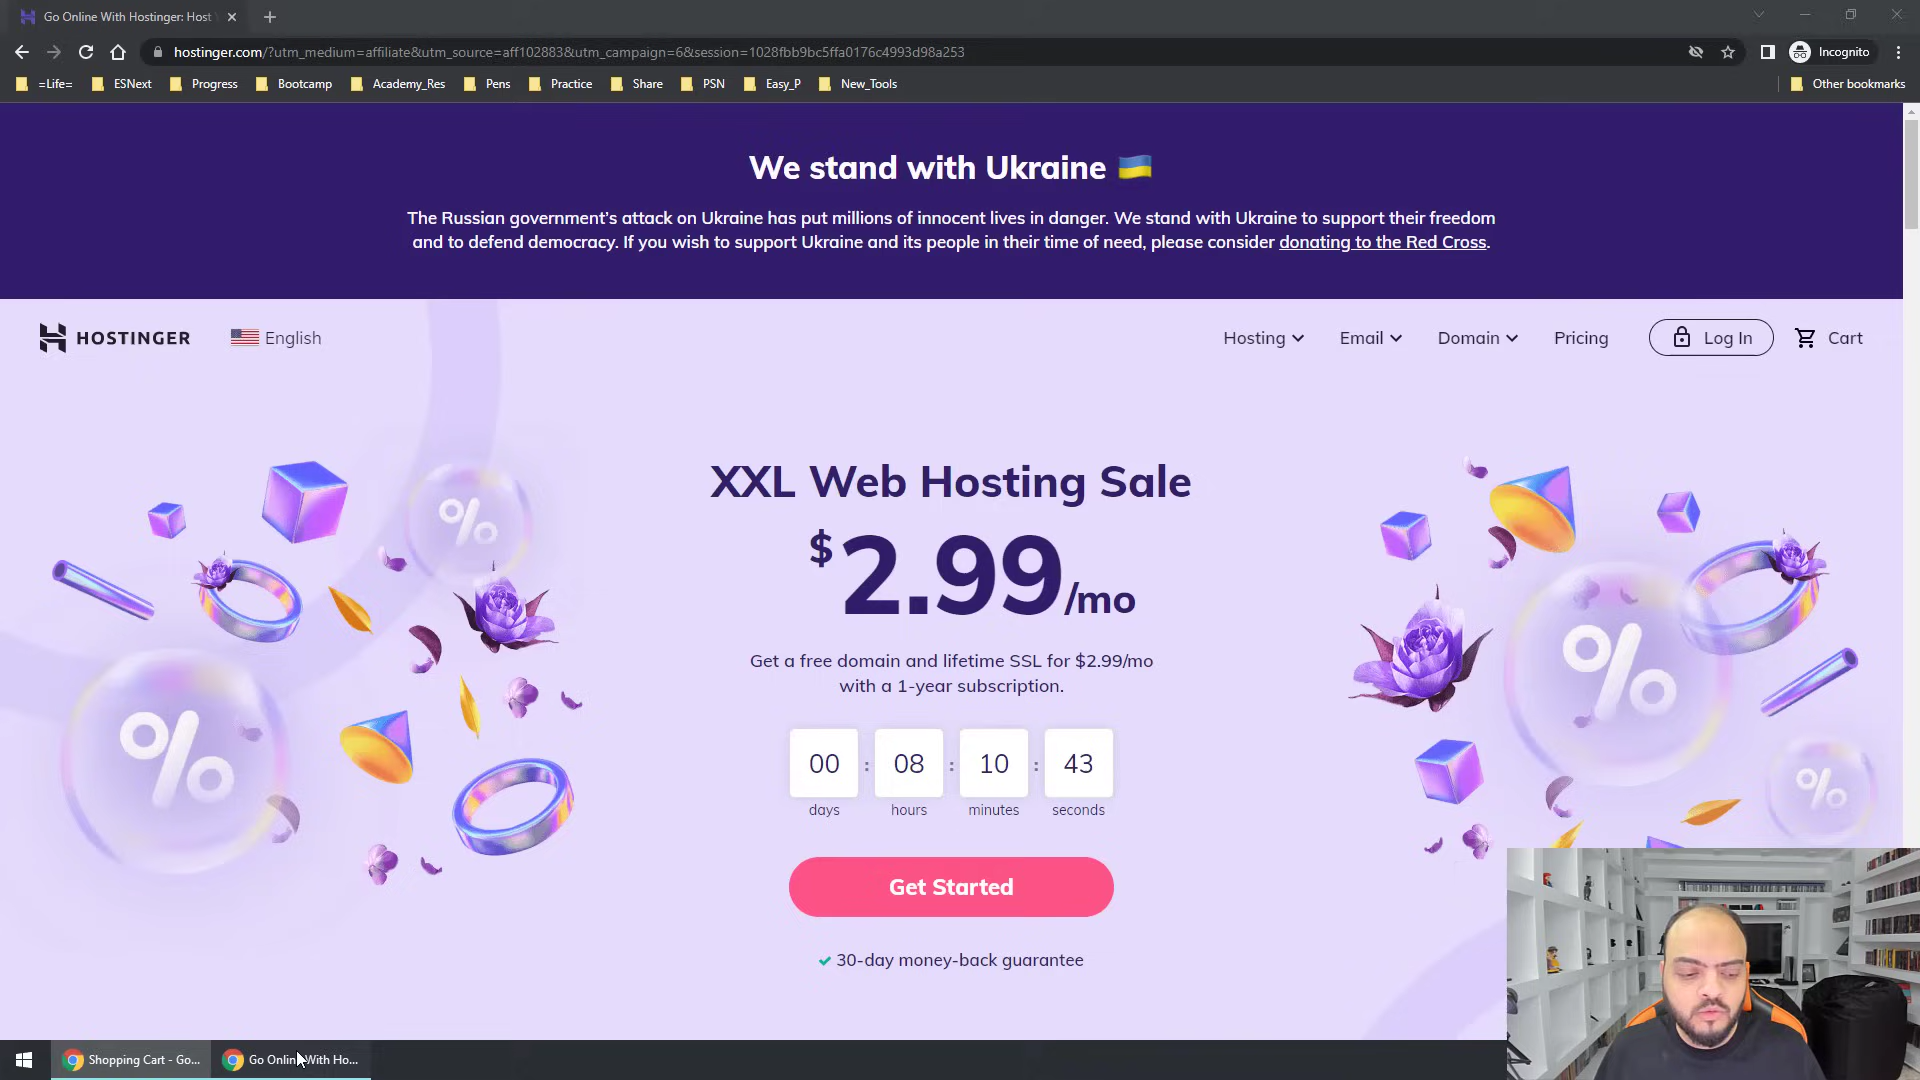 Go Online With Hostinger: Host
hostinger.com/?utm_medium=affiliate&utm_source=aff102883&utm_campaign=6&session=1028fbb9bc5ffa0176c4993d98a253
Incognito
=Life=
ESNext
Progress
Bootcamp
Academy_Res
Pens
Practice
Share
PSN
Easy_P
New_Tools
Other bookmarks
We stand with Ukraine
The Russian government's attack on Ukraine has put millions of innocent lives in danger. We stand with Ukraine to support their freedom
and to defend democracy. If you wish to support Ukraine and its people in their time of need, please consider donating to the Red Cross.
HOSTINGER
English
Hosting
Email
Domain
Pricing
Log In
Cart
XXL Web Hosting Sale
$2.99/mo
Get a free domain and lifetime SSL for $2.99/mo
with a 1-year subscription.
00 : 08 : 10 : 43
days hours minutes seconds
Get Started
30-day money-back guarantee
%
%
%
%
Shopping Cart - Go...
Go Online With Ho...